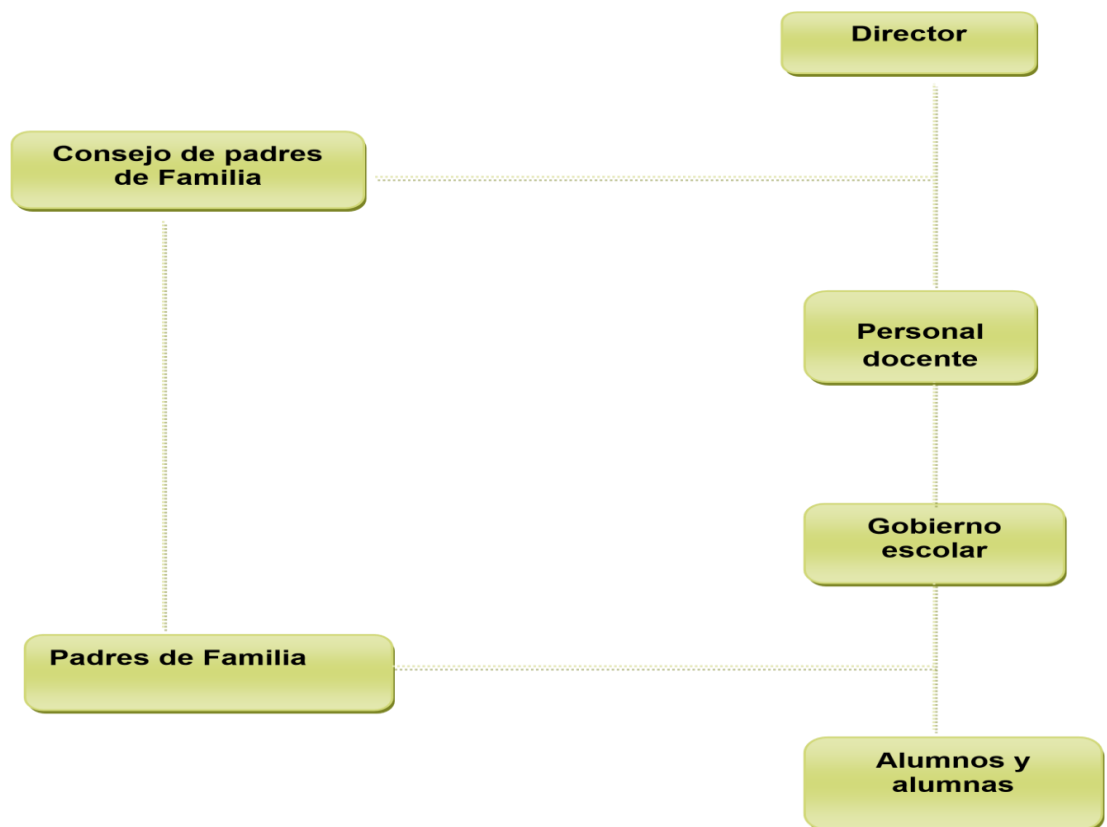 Director
Consejo de padres
de Familia
Personal
docente
Gobierno
escolar
Padres de Familia
Alumnos y
alumnas